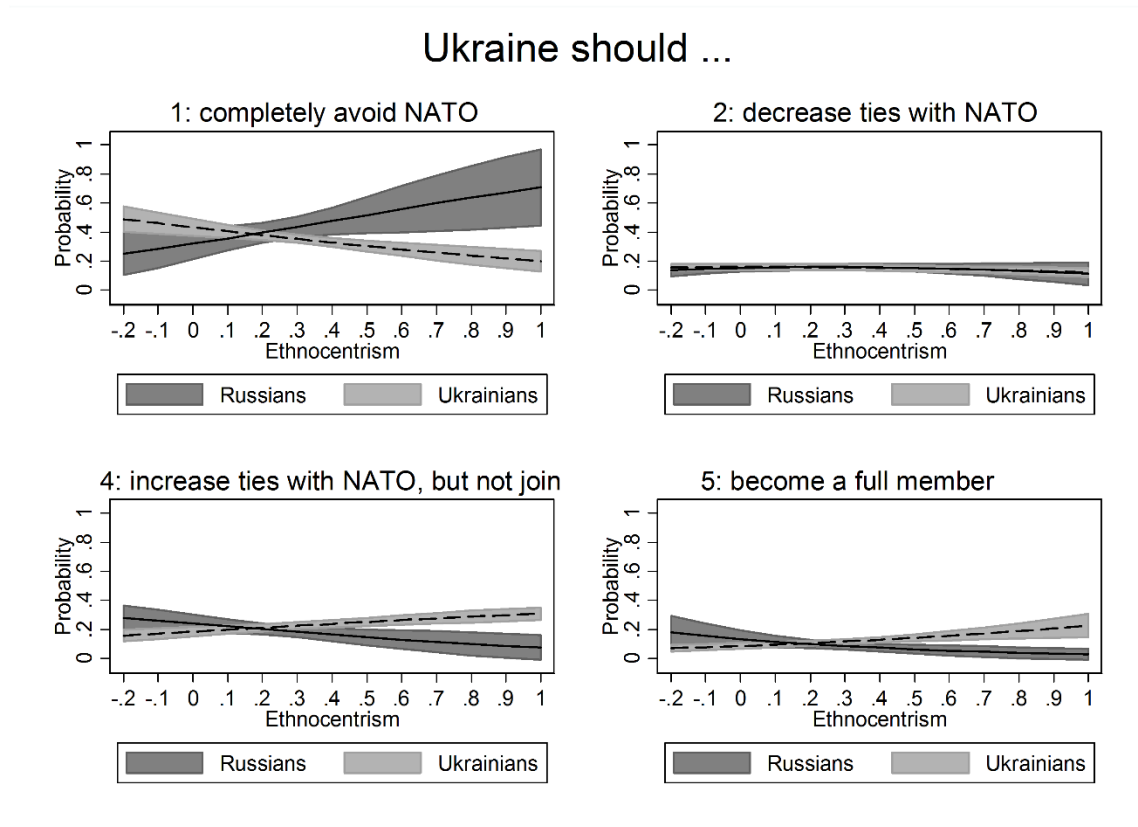 Ukraine should ...
1: completely avoid NATO
Probability
1
.8
.6
.4
.2
0
-.2 -.1 0 .1 .2 .3 .4 .5 .6 .7 .8 .9 1
Ethnocentrism
Russians Ukrainians
2: decrease ties with NATO
Probability
1
.8
.6
.4
.2
0
-.2 -.1 0 .1 .2 .3 .4 .5 .6 .7 .8 .9 1
Ethnocentrism
Russians Ukrainians
4: increase ties with NATO, but not join
Probability
1
.8
.6
.4
.2
0
-.2 -.1 0 .1 .2 .3 .4 .5 .6 .7 .8 .9 1
Ethnocentrism
Russians Ukrainians
5: become a full member
Probability
1
.8
.6
.4
.2
0
-.2 -.1 0 .1 .2 .3 .4 .5 .6 .7 .8 .9 1
Ethnocentrism
Russians Ukrainians